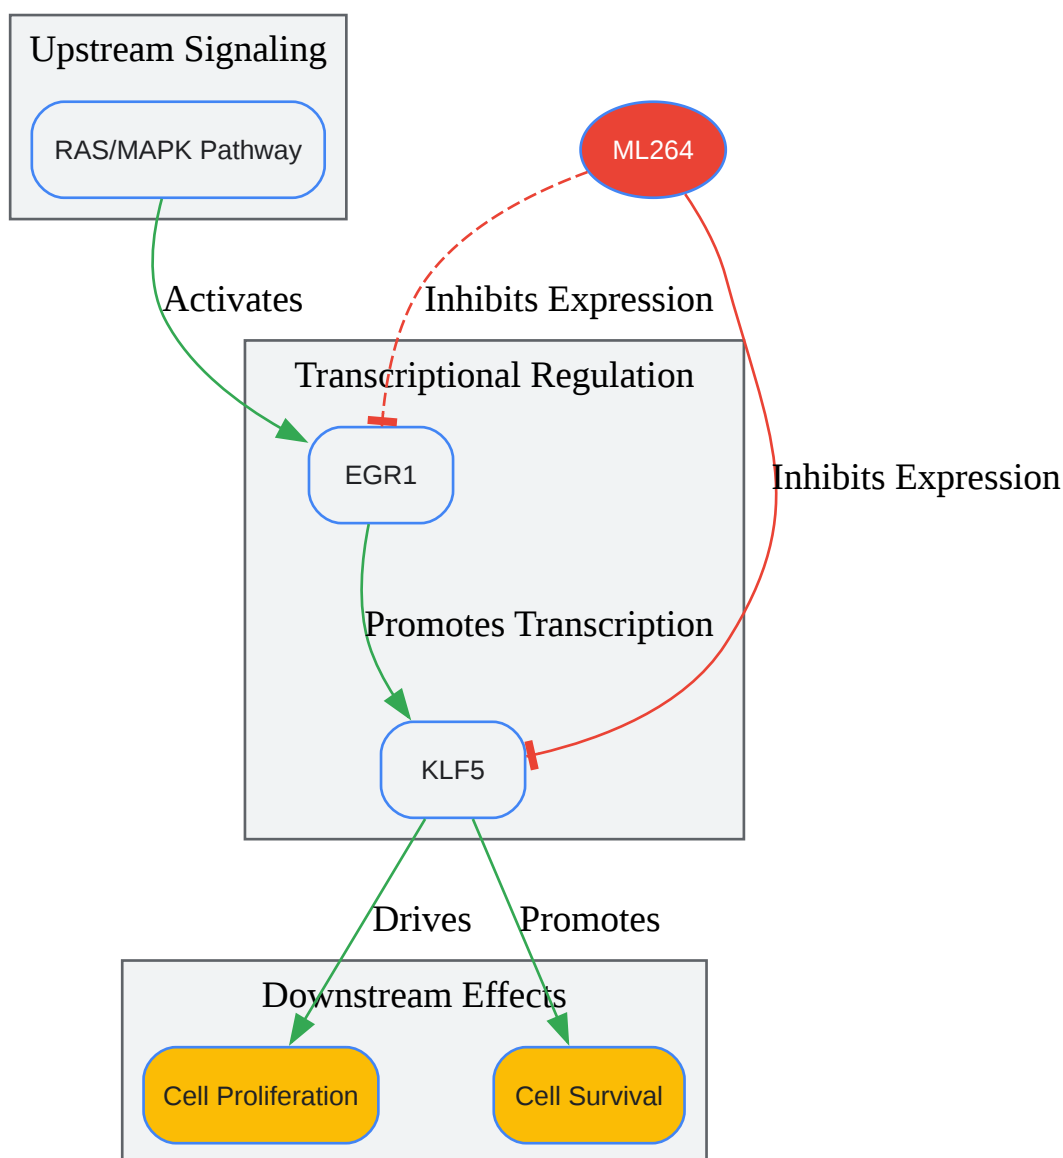 Upstream Signaling
RAS/MAPK Pathway
ML264
Activates
Inhibits Expression
Transcriptional Regulation
EGR1
Inhibits Expression
Promotes Transcription
KLF5
Drives
Promotes
Downstream Effects
Cell Proliferation
Cell Survival